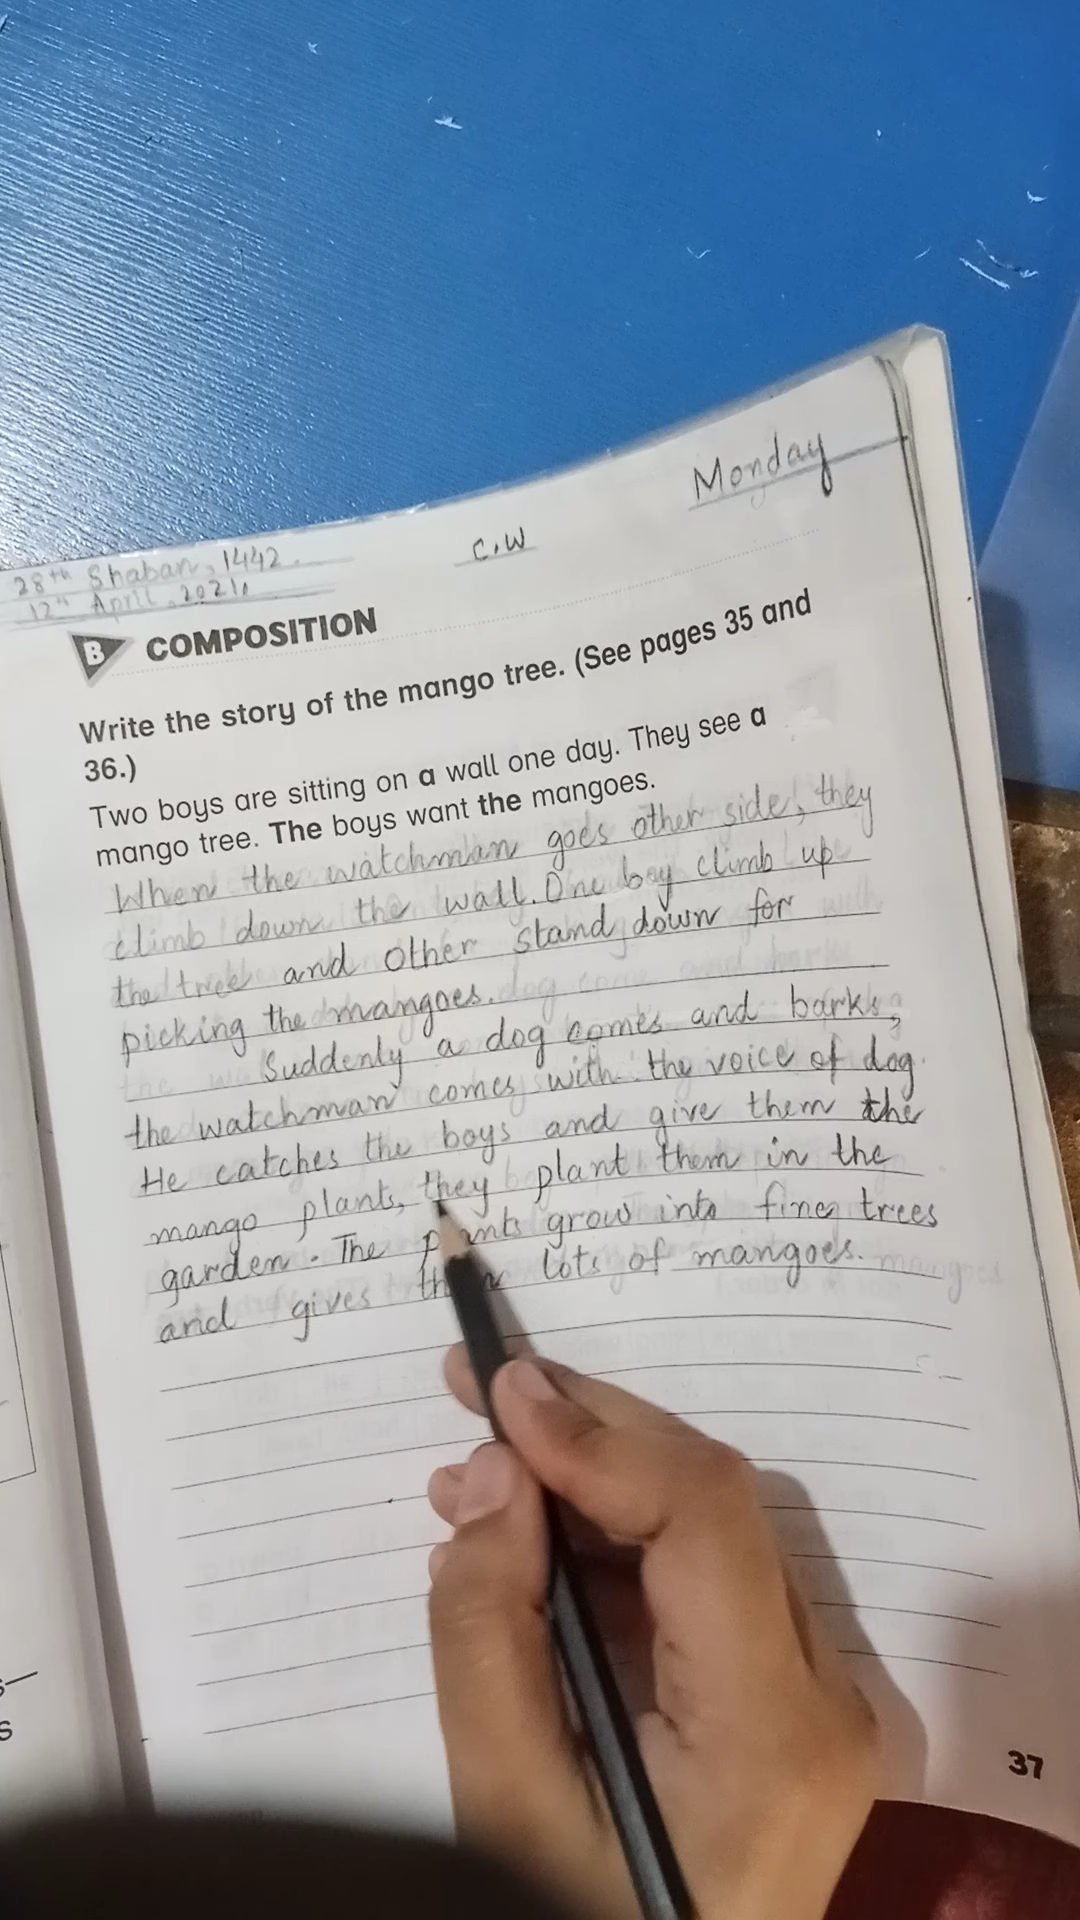 Monday
C.W
28th Shaban, 1442.
12th April, 2021.
B COMPOSITION
Write the story of the mango tree. (See pages 35 and
36.)
Two boys are sitting on a wall one day. They see a
mango tree. The boys want the mangoes.
When the watchman goes other side, they
climb down the wall. One boy climb up
the tree and other stand down for
picking the mangoes.
Suddenly a dog comes and barks,
the watchman comes with the voice of dog.
He catches the boys and give them the
mango plants, they plant them in the
garden. The grow into fine trees
and gives lots of mangoes.
37